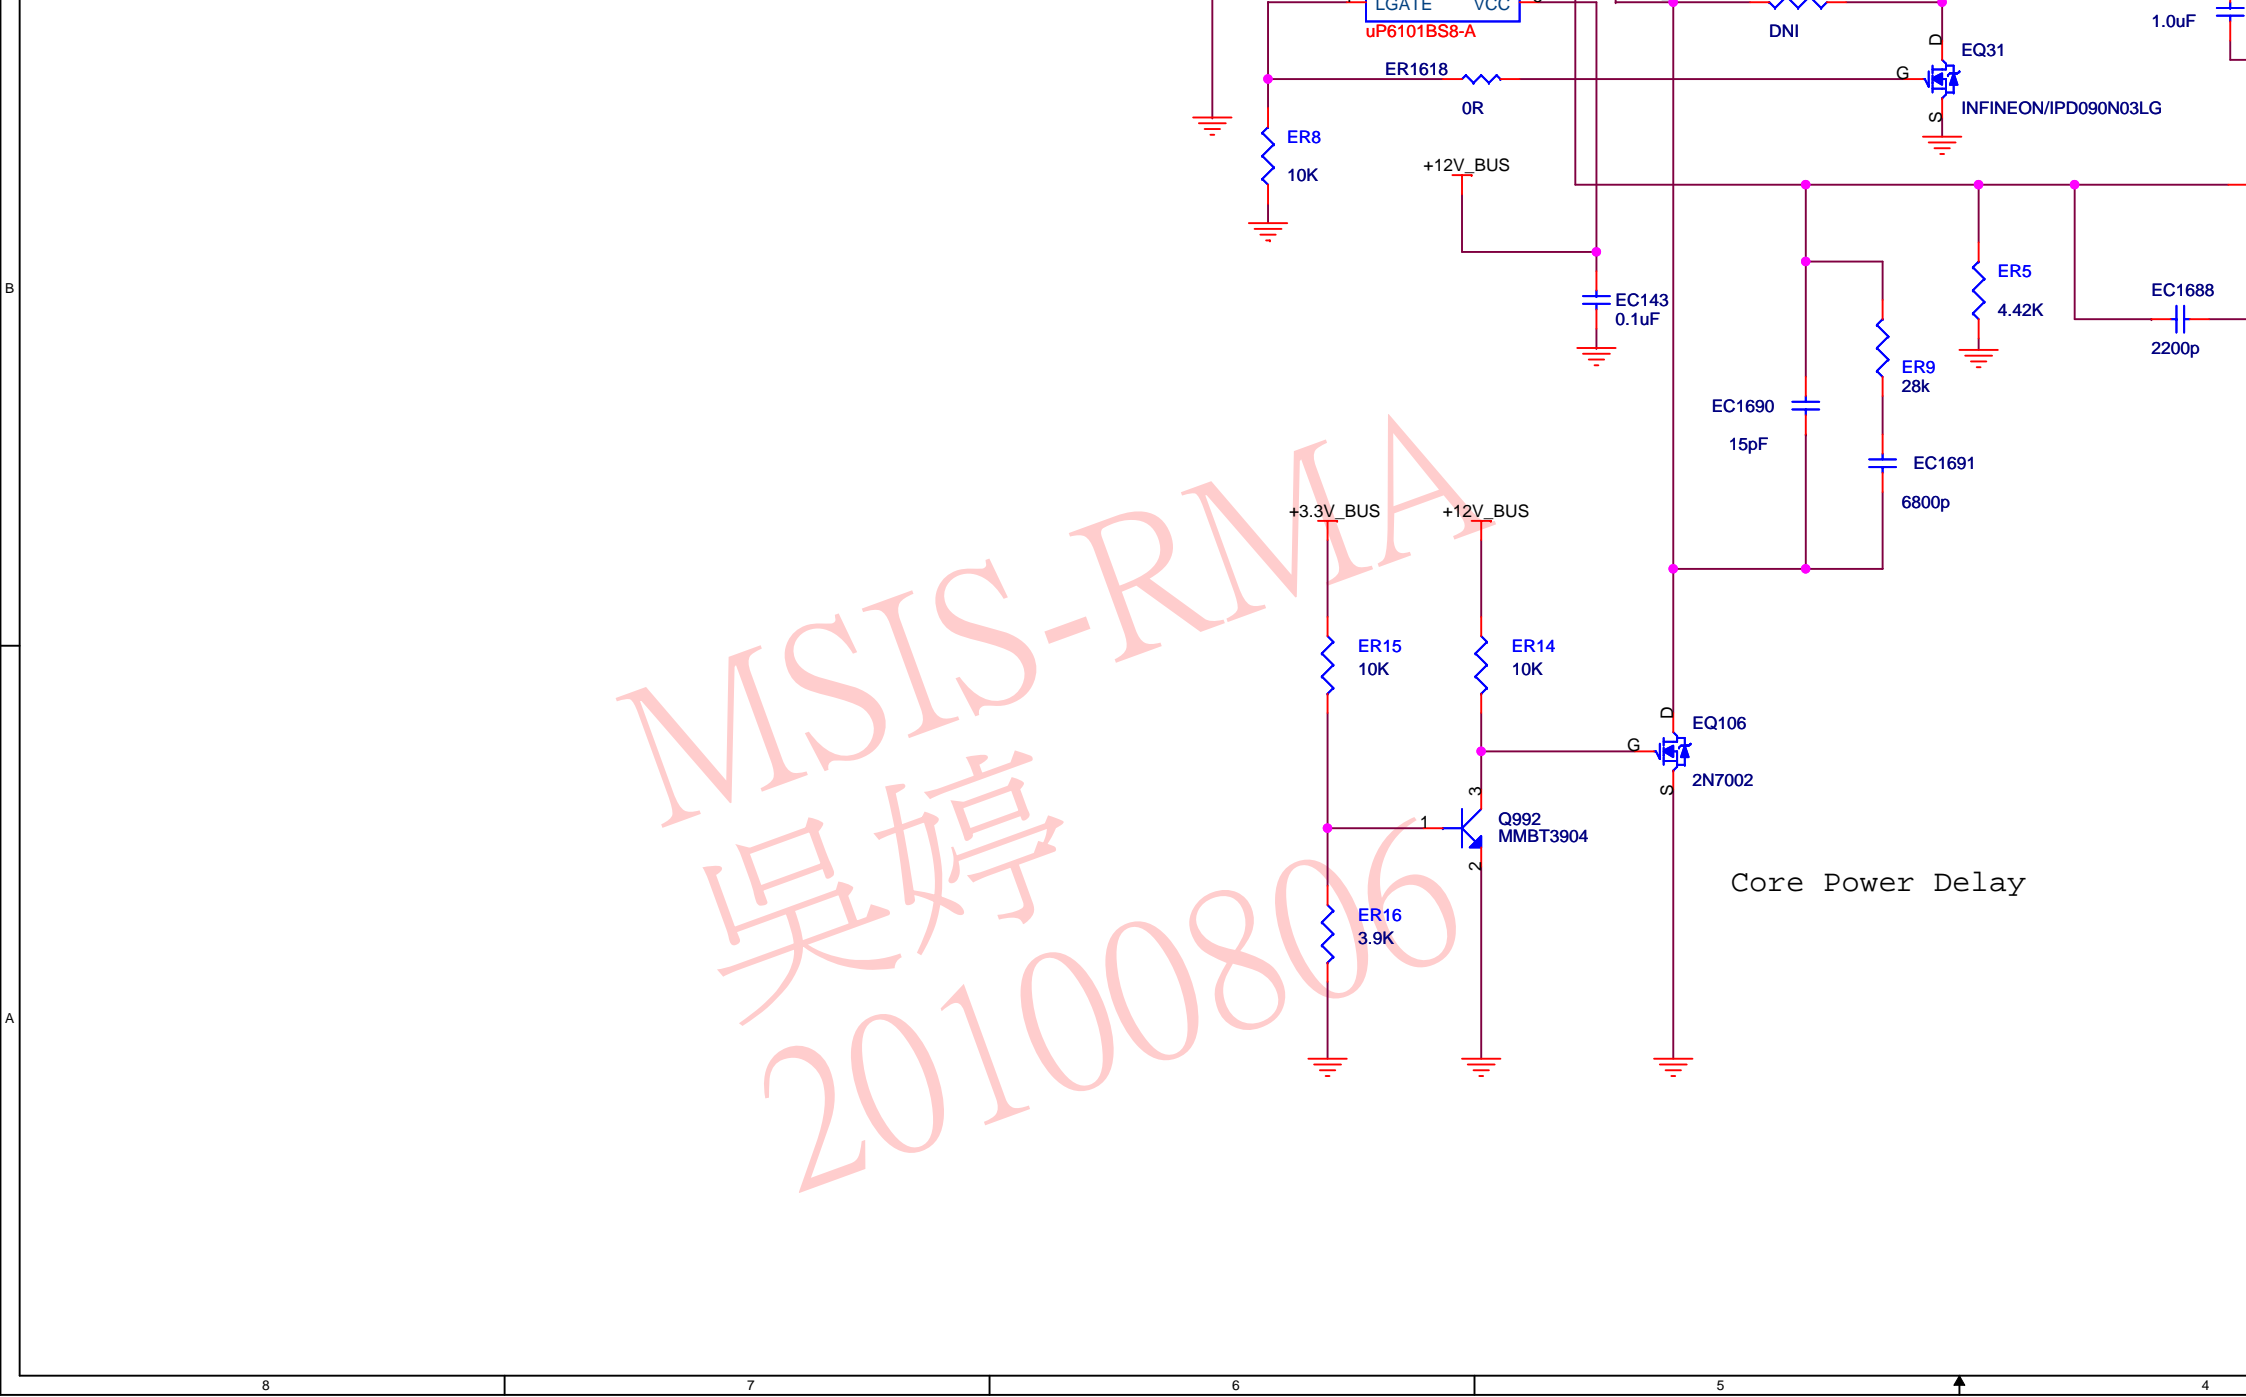 LGATE VCC
uP6101BS8-A
DNI
1.0uF
D
EQ31
G
INFINEON/IPD090N03LG
S
ER1618
0R
ER8
10K
+12V_BUS
B
EC143
0.1uF
ER5
4.42K
EC1688
2200p
ER9
28k
EC1690
15pF
EC1691
6800p
+3.3V_BUS
+12V_BUS
ER15
10K
ER14
10K
D
EQ106
G
2N7002
S
3
1
Q992
MMBT3904
2
Core Power Delay
ER16
3.9K
A
MSIS-RMA
吳婷
20100806
8 7 6 5 4